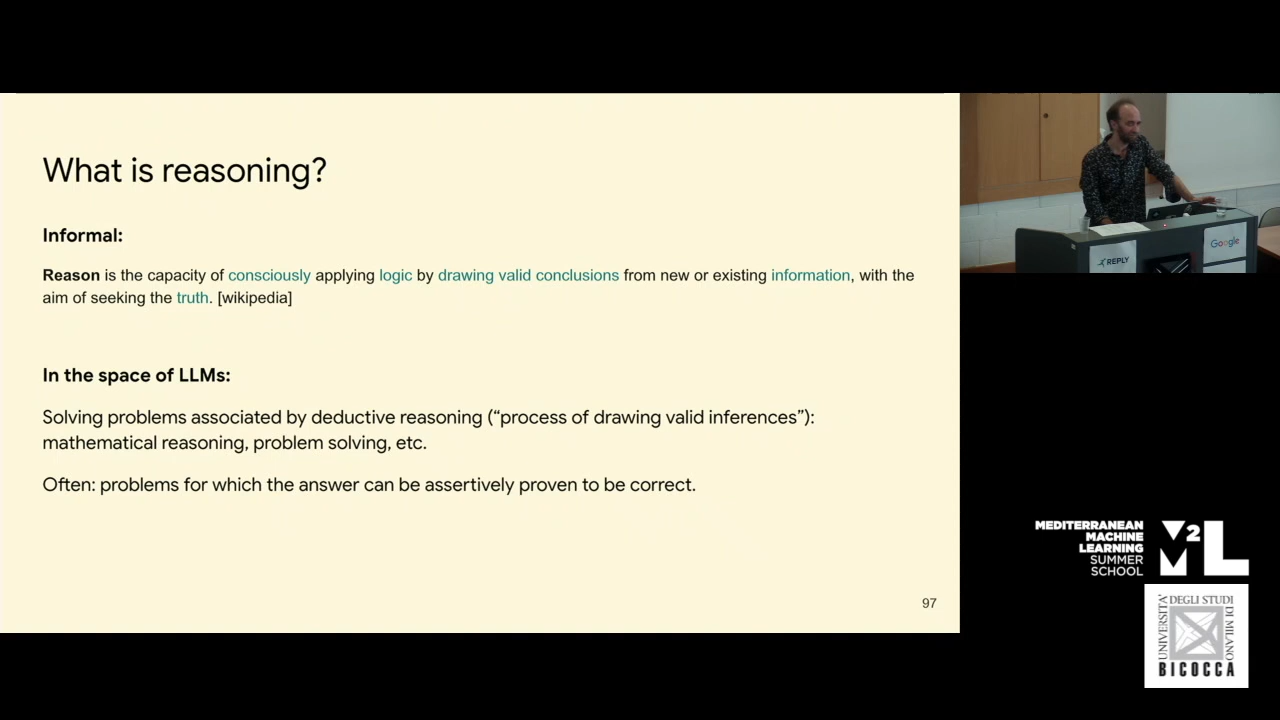 What is reasoning?
Informal:
Reason is the capacity of consciously applying logic by drawing valid conclusions from new or existing information, with the
aim of seeking the truth. [wikipedia]
In the space of LLMs:
Solving problems associated by deductive reasoning (“process of drawing valid inferences”):
mathematical reasoning, problem solving, etc.
Often: problems for which the answer can be assertively proven to be correct.
97
REPLY
Google
MEDITERRANEAN
MACHINE
LEARNING
SUMMER
SCHOOL
M2L
UNIVERSITA'
DEGLI STUDI
DI MILANO
BICOCCA